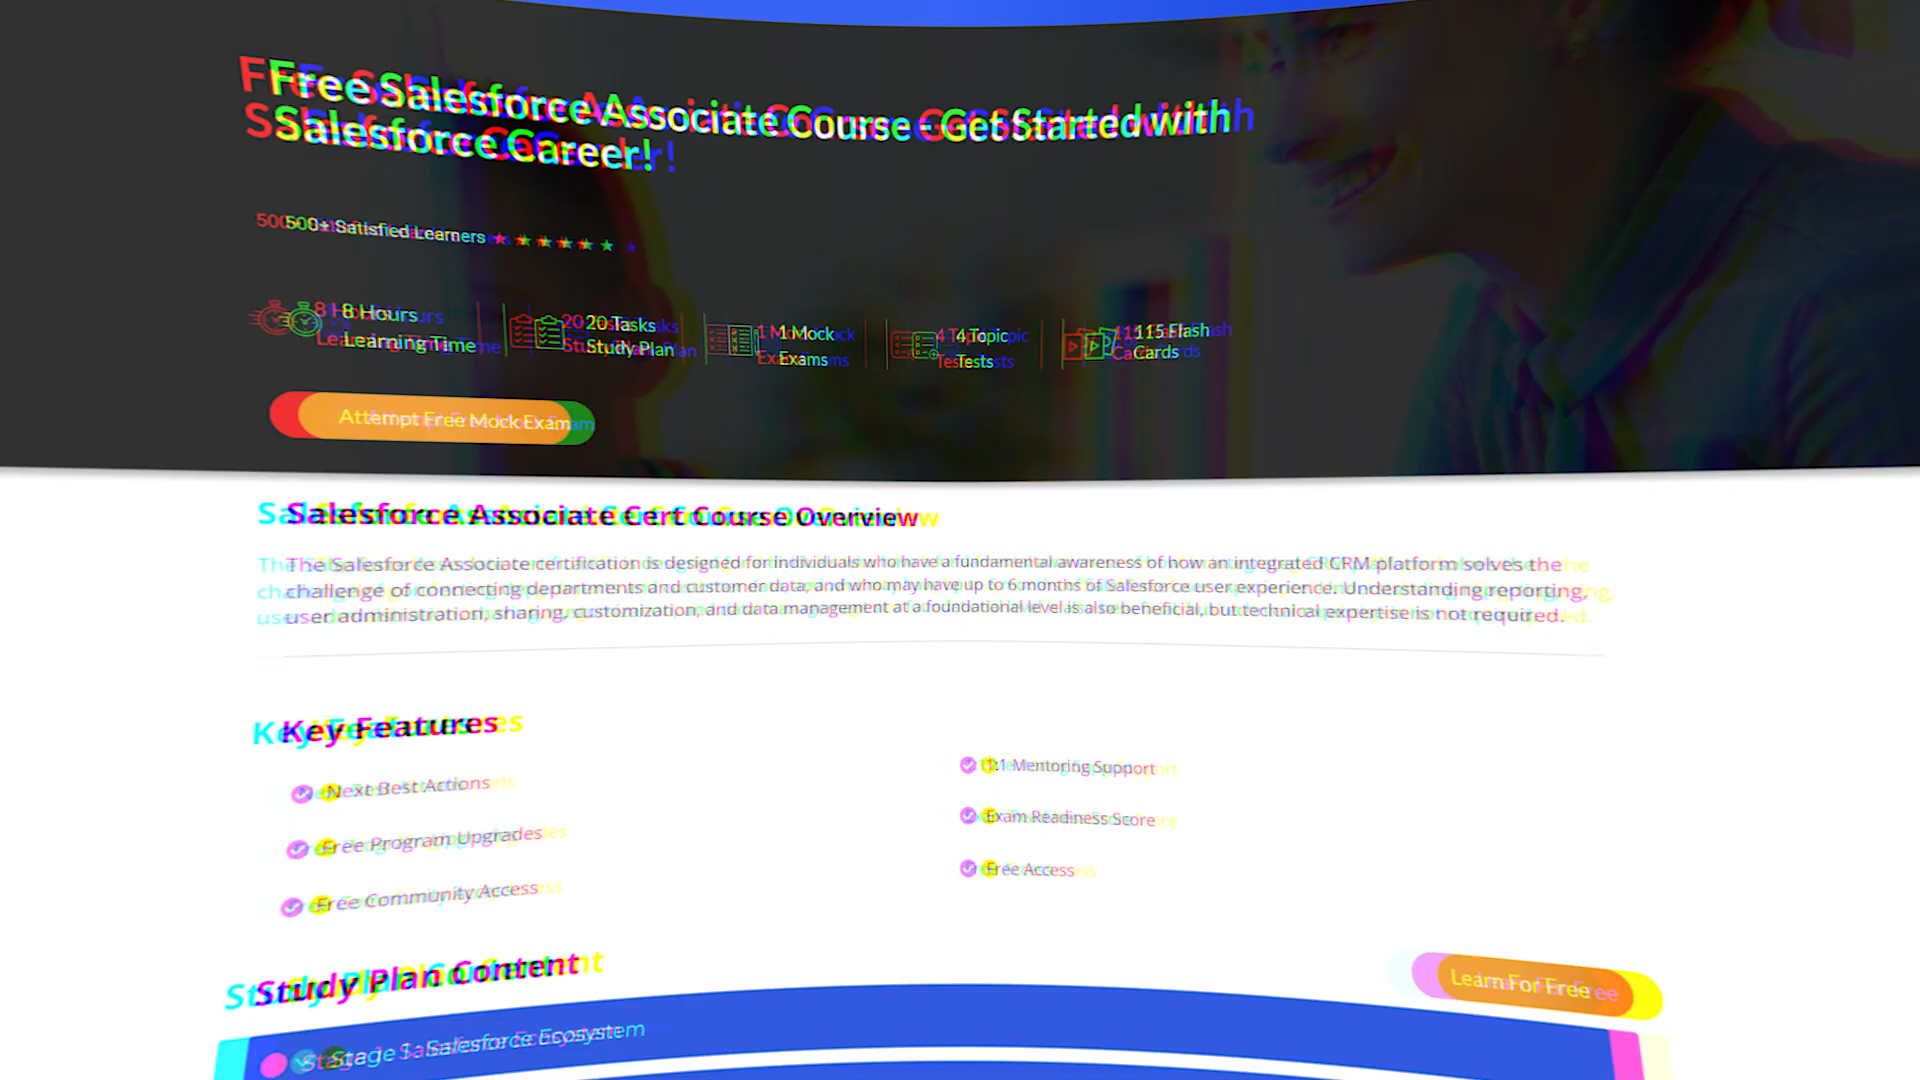 Free Salesforce Associate Course - Get Started with
Salesforce Career!
500+ Satisfied Learners
8 Hours
Learning Time
20 Tasks
Study Plan
1 Mock
Exams
4 Topic
Tests
115 Flash
Cards
Attempt Free Mock Exam
Salesforce Associate Cert Course Overview
The Salesforce Associate certification is designed for individuals who have a fundamental awareness of how an integrated CRM platform solves the
challenge of connecting departments and customer data, and who may have up to 6 months of Salesforce user experience. Understanding reporting,
user administration, sharing, customization, and data management at a foundational level is also beneficial, but technical expertise is not required.
Key Features
Next Best Actions
1:1 Mentoring Support
Free Program Upgrades
Exam Readiness Score
Free Community Access
Free Access
Study Plan Content
Learn For Free
Stage 1: Salesforce Ecosystem